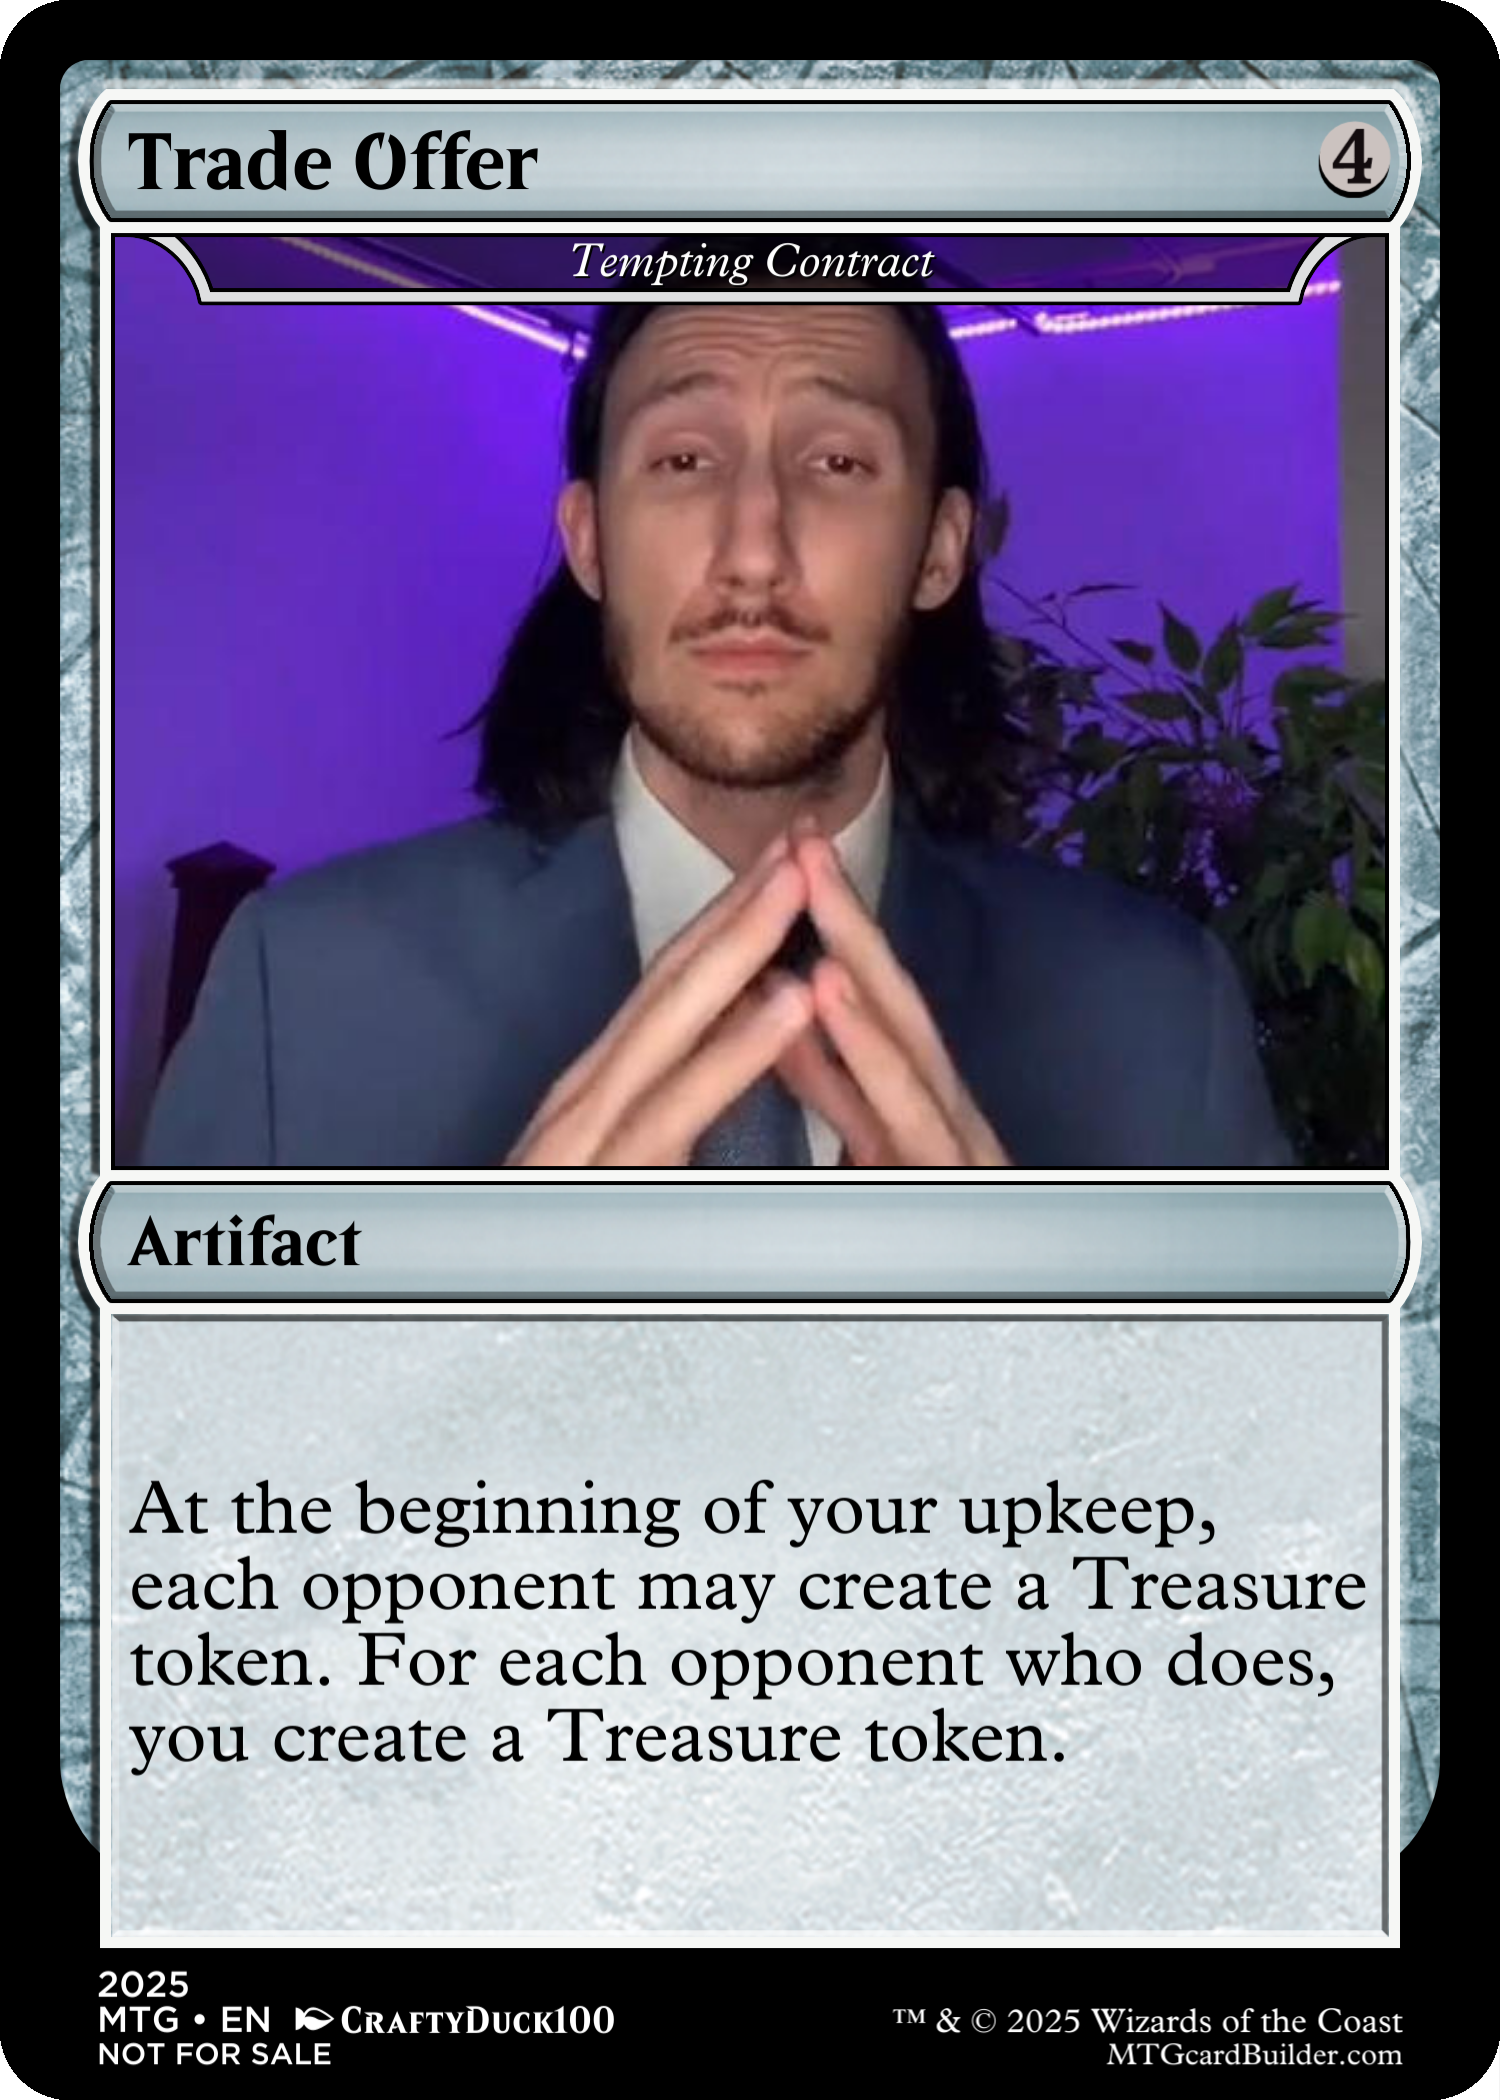 Trade Offer
4
Tempting Contract
Artifact
At the beginning of your upkeep,
each opponent may create a Treasure
token. For each opponent who does,
you create a Treasure token.
2025
MTG • EN CraftyDuck100
NOT FOR SALE
™ & © 2025 Wizards of the Coast
MTGcardBuilder.com